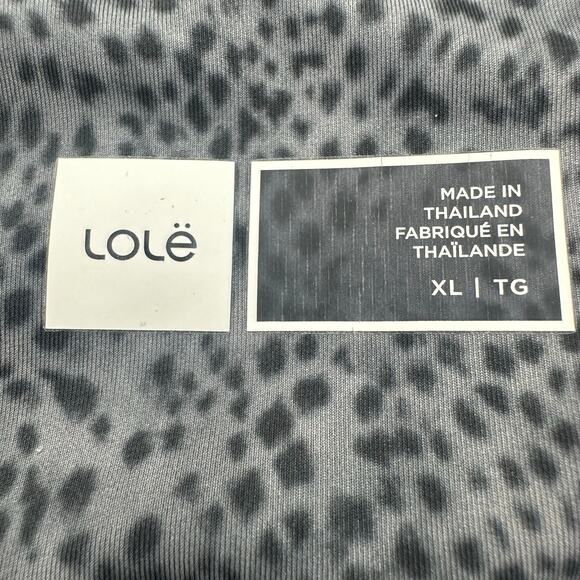 LOLË
MADE IN
THAILAND
FABRIQUÉ EN
THAÏLANDE
XL | TG